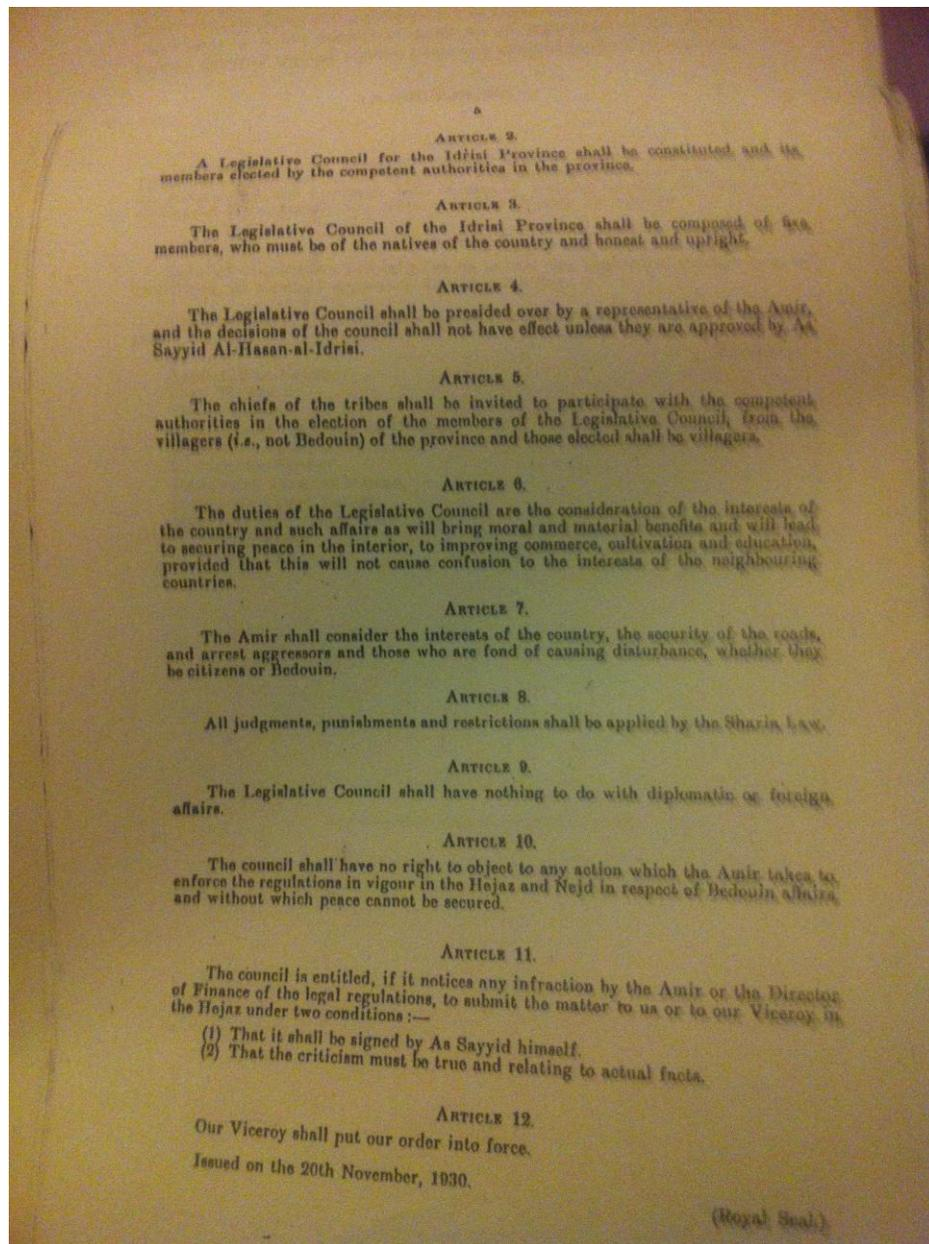 5
ARTICLE 2.
A Legislative Council for the Idrisi Province shall be constituted and its
members elected by the competent authorities in the province.
ARTICLE 3.
The Legislative Council of the Idrisi Province shall be composed of five
members, who must be of the natives of the country and honest and upright.
ARTICLE 4.
The Legislative Council shall be presided over by a representative of the Amir,
and the decisions of the council shall not have effect unless they are approved by As
Sayyid Al-Hasan-al-Idrisi.
ARTICLE 5.
The chiefs of the tribes shall be invited to participate with the competent
authorities in the election of the members of the Legislative Council, from the
villagers (i.e., not Bedouin) of the province and those elected shall be villagers.
ARTICLE 6.
The duties of the Legislative Council are the consideration of the interests of
the country and such affairs as will bring moral and material benefits and will lead
to securing peace in the interior, to improving commerce, cultivation and education,
provided that this will not cause confusion to the interests of the neighbouring
countries.
ARTICLE 7.
The Amir shall consider the interests of the country, the security of the roads,
and arrest aggressors and those who are fond of causing disturbance, whether they
be citizens or Bedouin.
ARTICLE 8.
All judgments, punishments and restrictions shall be applied by the Sharia Law.
ARTICLE 9.
The Legislative Council shall have nothing to do with diplomatic or foreign
affairs.
ARTICLE 10.
The council shall have no right to object to any action which the Amir takes to
enforce the regulations in vigour in the Hejaz and Nejd in respect of Bedouin affairs
and without which peace cannot be secured.
ARTICLE 11.
The council is entitled, if it notices any infraction by the Amir or the Director
of Finance of the legal regulations, to submit the matter to us or to our Viceroy in
the Hejaz under two conditions :—
(1) That it shall be signed by As Sayyid himself.
(2) That the criticism must be true and relating to actual facts.
ARTICLE 12.
Our Viceroy shall put our order into force.
Issued on the 20th November, 1930.
(Royal Seal.)